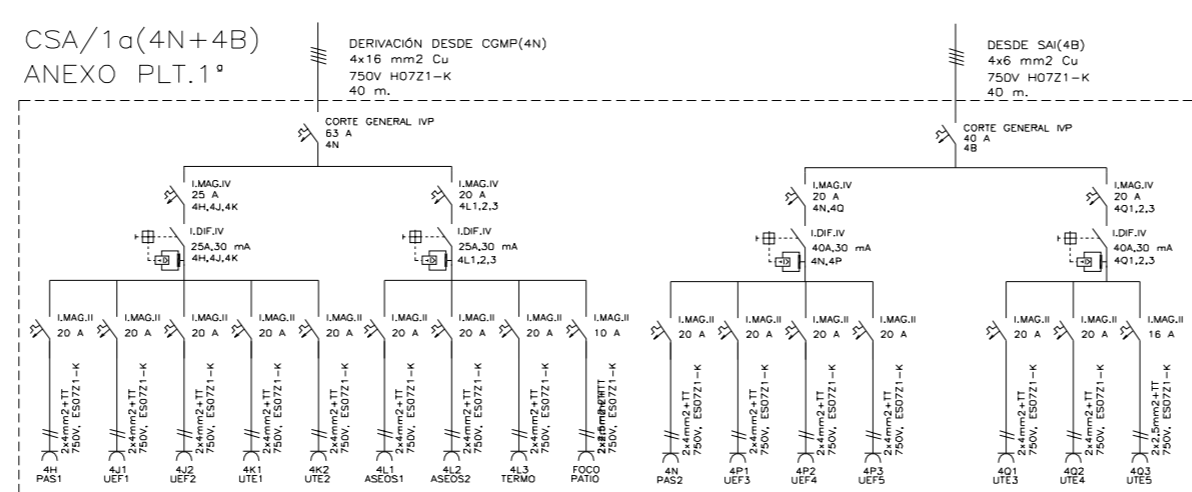 CSA/1a(4N+4B)
ANEXO PLT.1ª
DERIVACIÓN DESDE CGMP(4N)
4x16 mm2 Cu
750V H07Z1-K
40 m.
DESDE SAI(4B)
4x6 mm2 Cu
750V H07Z1-K
40 m.
CORTE GENERAL IVP
63 A
4N
CORTE GENERAL IVP
40 A
4B
I.MAG.IV
25 A
4H,4J,4K
I.MAG.IV
20 A
4L1,2,3
I.MAG.IV
20 A
4N,4Q
I.MAG.IV
20 A
4Q1,2,3
I.DIF.IV
25A,30 mA
4H,4J,4K
I.DIF.IV
25A,30 mA
4L1,2,3
I.DIF.IV
40A,30 mA
4N,4P
I.DIF.IV
40A,30 mA
4Q1,2,3
I.MAG.II
20 A
I.MAG.II
20 A
I.MAG.II
20 A
I.MAG.II
20 A
I.MAG.II
20 A
I.MAG.II
20 A
I.MAG.II
20 A
I.MAG.II
20 A
I.MAG.II
10 A
I.MAG.II
20 A
I.MAG.II
20 A
I.MAG.II
20 A
I.MAG.II
20 A
I.MAG.II
20 A
I.MAG.II
20 A
I.MAG.II
16 A
2x4mm2+TT
750V, ES07Z1-K
2x4mm2+TT
750V, ES07Z1-K
2x4mm2+TT
750V, ES07Z1-K
2x4mm2+TT
750V, ES07Z1-K
2x4mm2+TT
750V, ES07Z1-K
2x4mm2+TT
750V, ES07Z1-K
2x4mm2+TT
750V, ES07Z1-K
2x4mm2+TT
750V, ES07Z1-K
750V, ES07Z1-K
2x4mm2+TT
750V, ES07Z1-K
2x4mm2+TT
750V, ES07Z1-K
2x4mm2+TT
750V, ES07Z1-K
2x4mm2+TT
750V, ES07Z1-K
2x4mm2+TT
750V, ES07Z1-K
2x4mm2+TT
750V, ES07Z1-K
2x2,5mm2+TT
750V, ES07Z1-K
4H
PAS1
4J1
UEF1
4J2
UEF2
4K1
UTE1
4K2
UTE2
4L1
ASEOS1
4L2
ASEOS2
4L3
TERMO
FOCO
PATIO
4N
PAS2
4P1
UEF3
4P2
UEF4
4P3
UEF5
4Q1
UTE3
4Q2
UTE4
4Q3
UTE5